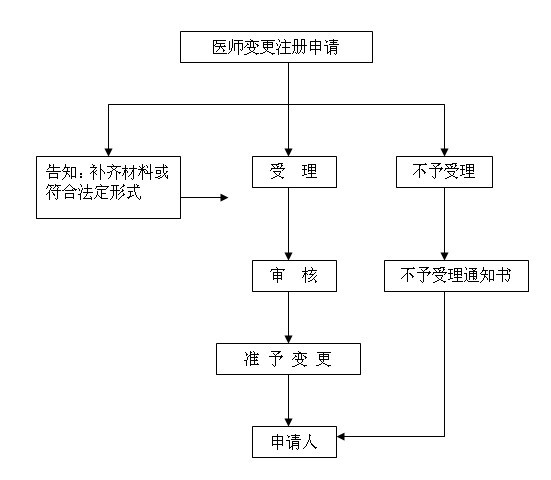 医师变更注册申请
告知：补齐材料或
符合法定形式
受 理
不予受理
审 核
不予受理通知书
准 予 变 更
申请人